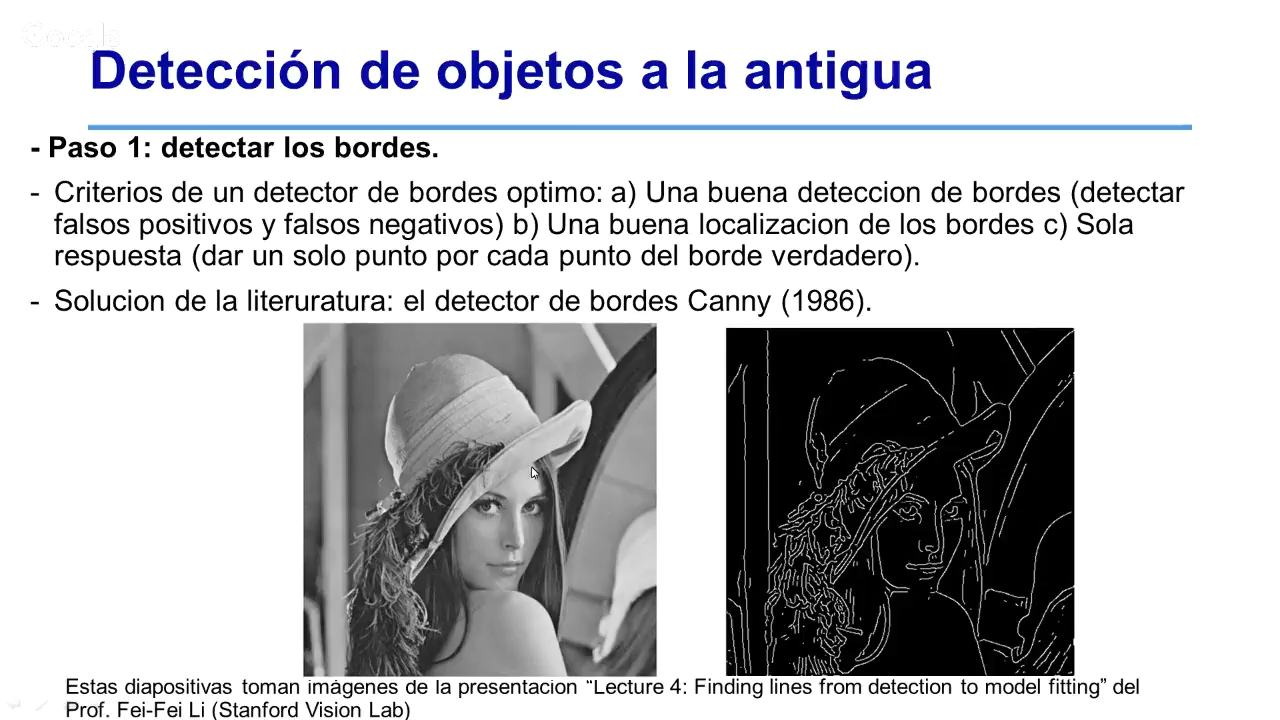 Google
Detección de objetos a la antigua
- Paso 1: detectar los bordes.
- Criterios de un detector de bordes optimo: a) Una buena deteccion de bordes (detectar
falsos positivos y falsos negativos) b) Una buena localizacion de los bordes c) Sola
respuesta (dar un solo punto por cada punto del borde verdadero).
- Solucion de la literuratura: el detector de bordes Canny (1986).
Estas diapositivas toman imágenes de la presentacion “Lecture 4: Finding lines from detection to model fitting” del
Prof. Fei-Fei Li (Stanford Vision Lab)